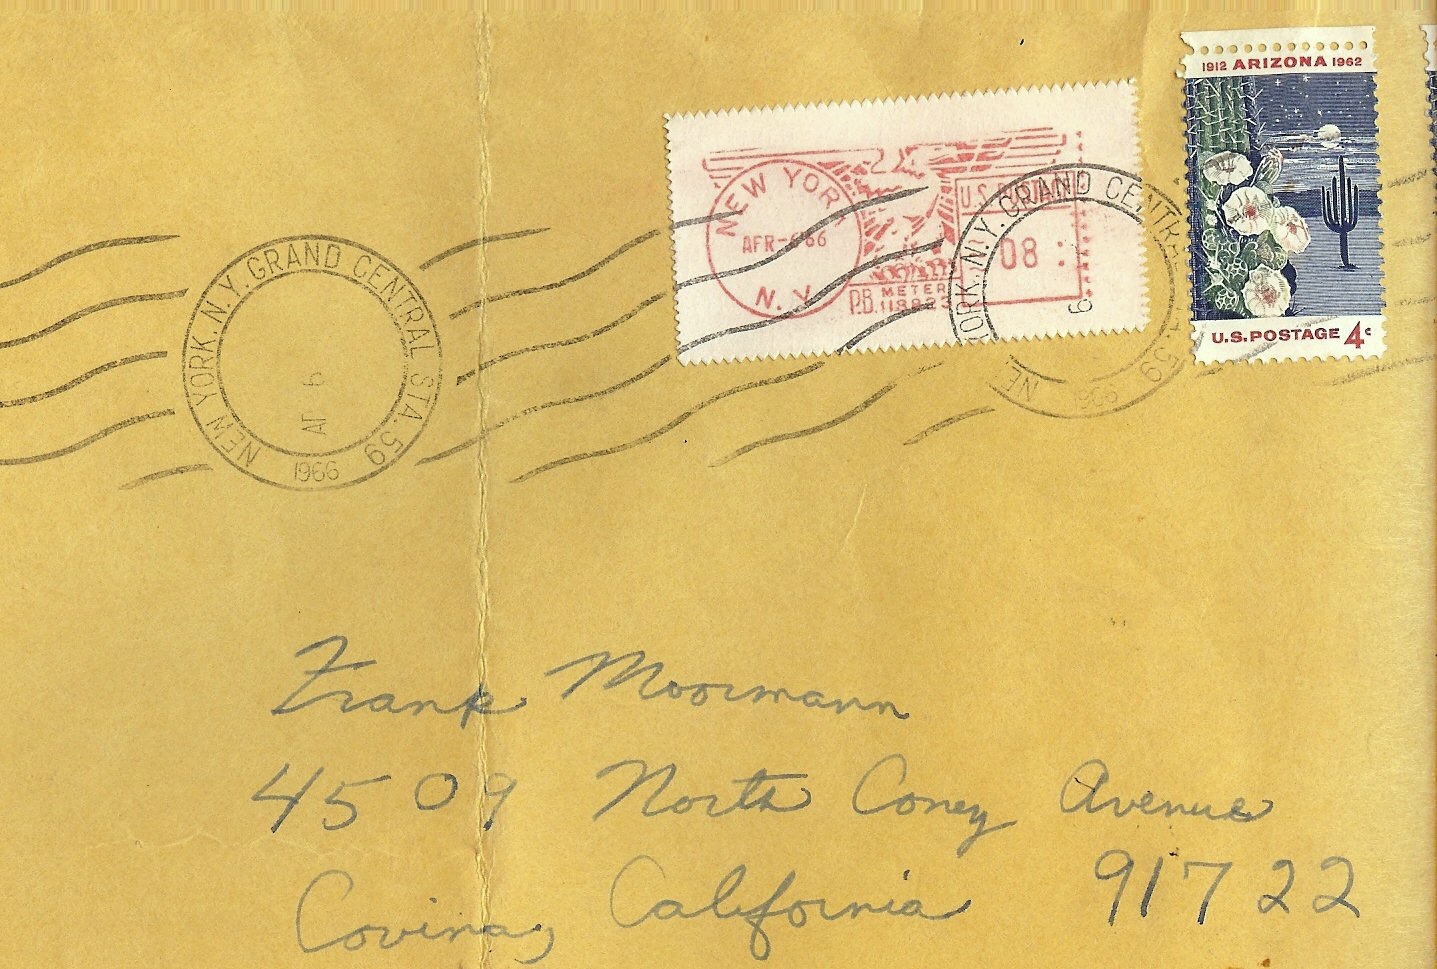 1912 ARIZONA 1962
U.S. POSTAGE 4c
NEW YORK
APR-6'66
N.Y.
U.S. POSTAGE
08
P.B. METER
118823
NEW YORK, N.Y. GRAND CENTRAL STA. 59
6
1966
NEW YORK, N.Y. GRAND CENTRAL STA. 59
AP 6
1966
Frank Moormann
4509 North Coney Avenue
Covina, California 91722